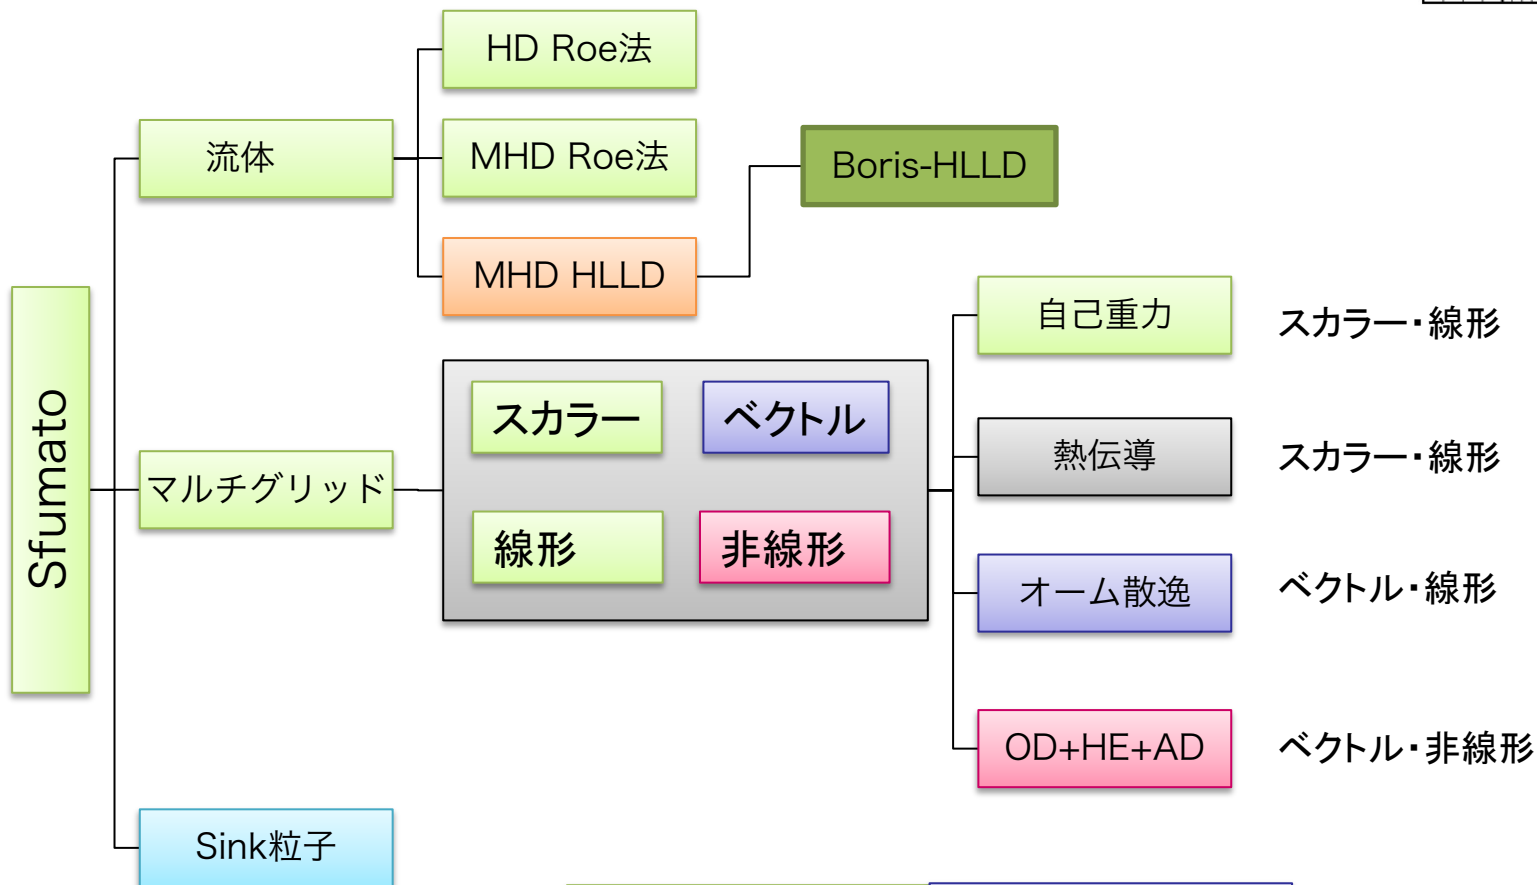 Sfumato
流体
HD Roe法
MHD Roe法
MHD HLLD
Boris-HLLD
マルチグリッド
スカラー
ベクトル
線形
非線形
自己重力
スカラー・線形
熱伝導
スカラー・線形
オーム散逸
ベクトル・線形
OD+HE+AD
ベクトル・非線形
Sink粒子